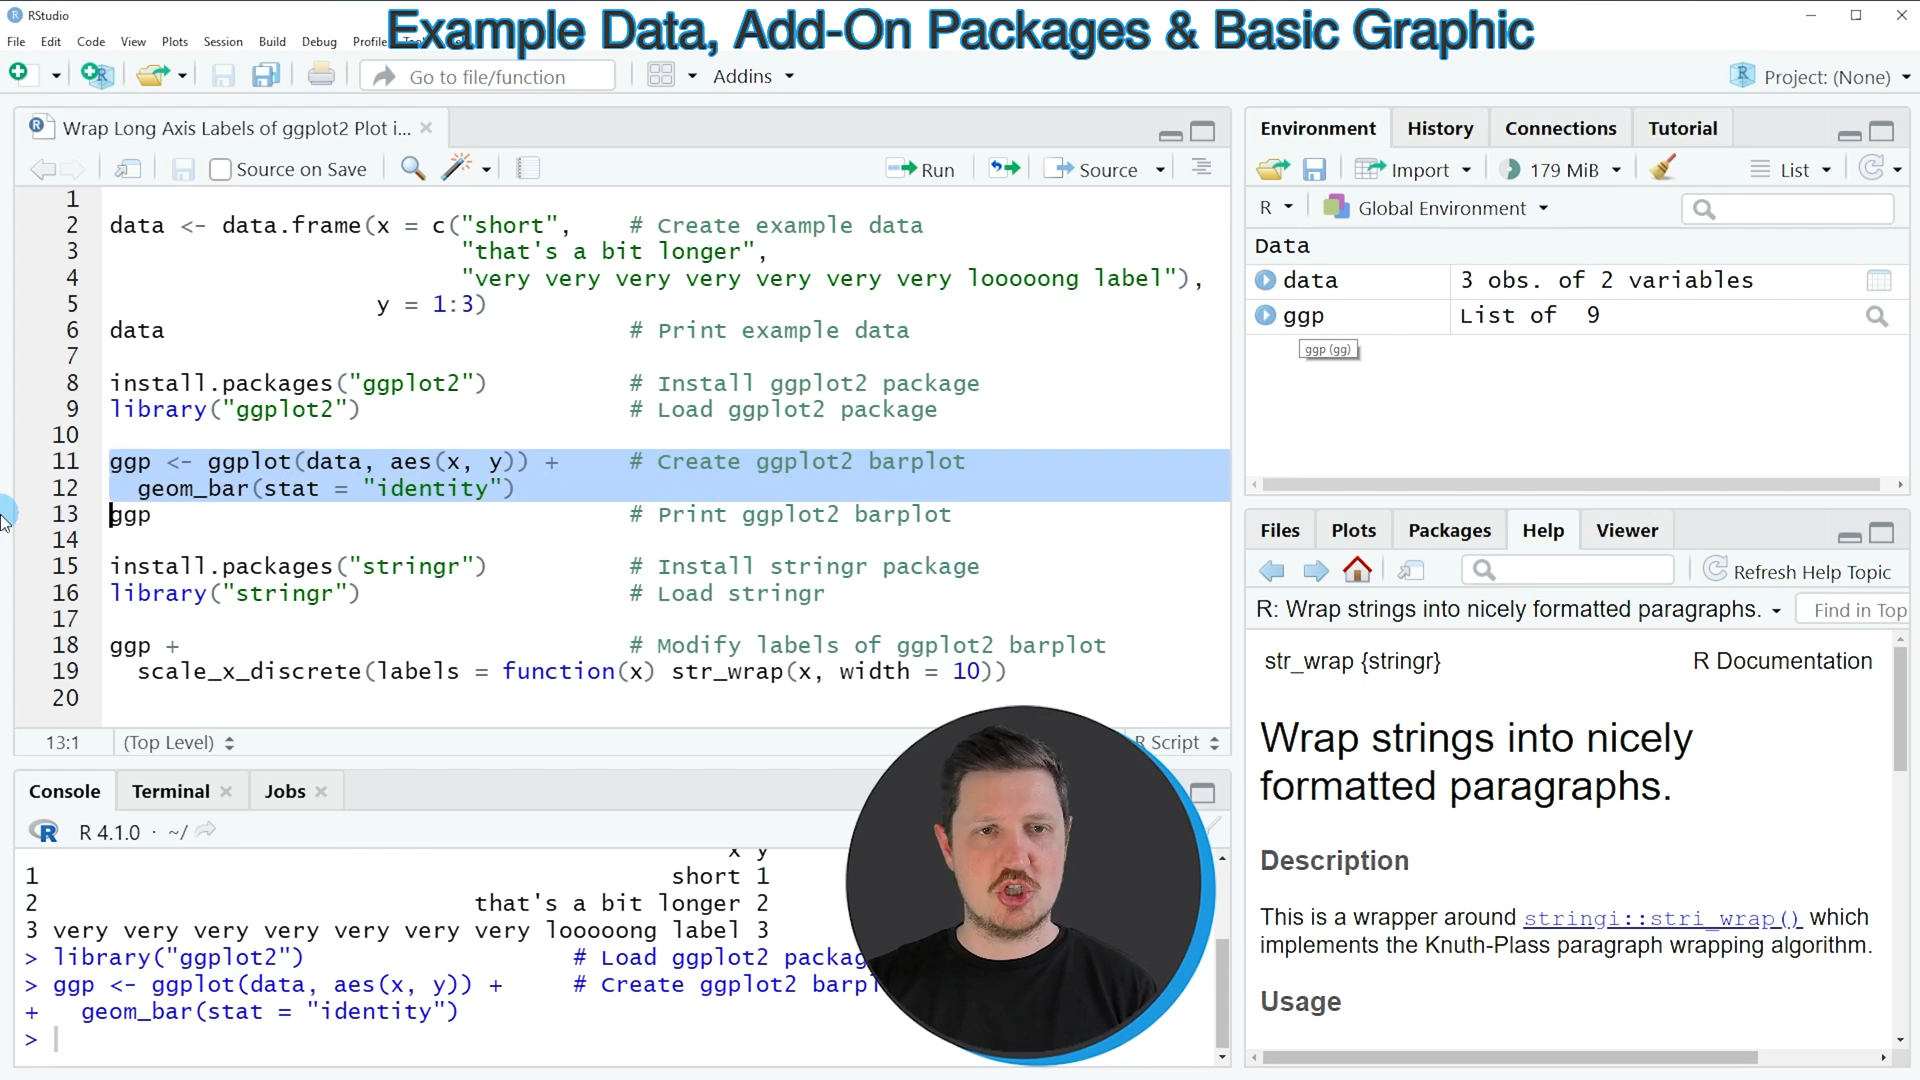 RStudio
Example Data, Add-On Packages & Basic Graphic
File Edit Code View Plots Session Build Debug Profile
Go to file/function
Addins
Project: (None)
Wrap Long Axis Labels of ggplot2 Plot i...
Source on Save
Run
Source
1
2 data <- data.frame(x = c("short", # Create example data
3 "that's a bit longer",
4 "very very very very very very very looooong label"),
5 y = 1:3)
6 data # Print example data
7
8 install.packages("ggplot2") # Install ggplot2 package
9 library("ggplot2") # Load ggplot2 package
10
11 ggp <- ggplot(data, aes(x, y)) + # Create ggplot2 barplot
12 geom_bar(stat = "identity")
13 ggp # Print ggplot2 barplot
14
15 install.packages("stringr") # Install stringr package
16 library("stringr") # Load stringr
17
18 ggp + # Modify labels of ggplot2 barplot
19 scale_x_discrete(labels = function(x) str_wrap(x, width = 10))
20
13:1 (Top Level) R Script
Console Terminal Jobs
R 4.1.0 · ~/
x y
1 short 1
2 that's a bit longer 2
3 very very very very very very very looooong label 3
> library("ggplot2") # Load ggplot2 packag
> ggp <- ggplot(data, aes(x, y)) + # Create ggplot2 barpl
+ geom_bar(stat = "identity")
>
Environment History Connections Tutorial
Import 179 MiB List
R Global Environment
Data
data 3 obs. of 2 variables
ggp List of 9
ggp (gg)
Files Plots Packages Help Viewer
Refresh Help Topic
R: Wrap strings into nicely formatted paragraphs. Find in Top
str_wrap {stringr} R Documentation
Wrap strings into nicely
formatted paragraphs.
Description
This is a wrapper around stringi::stri_wrap() which
implements the Knuth-Plass paragraph wrapping algorithm.
Usage